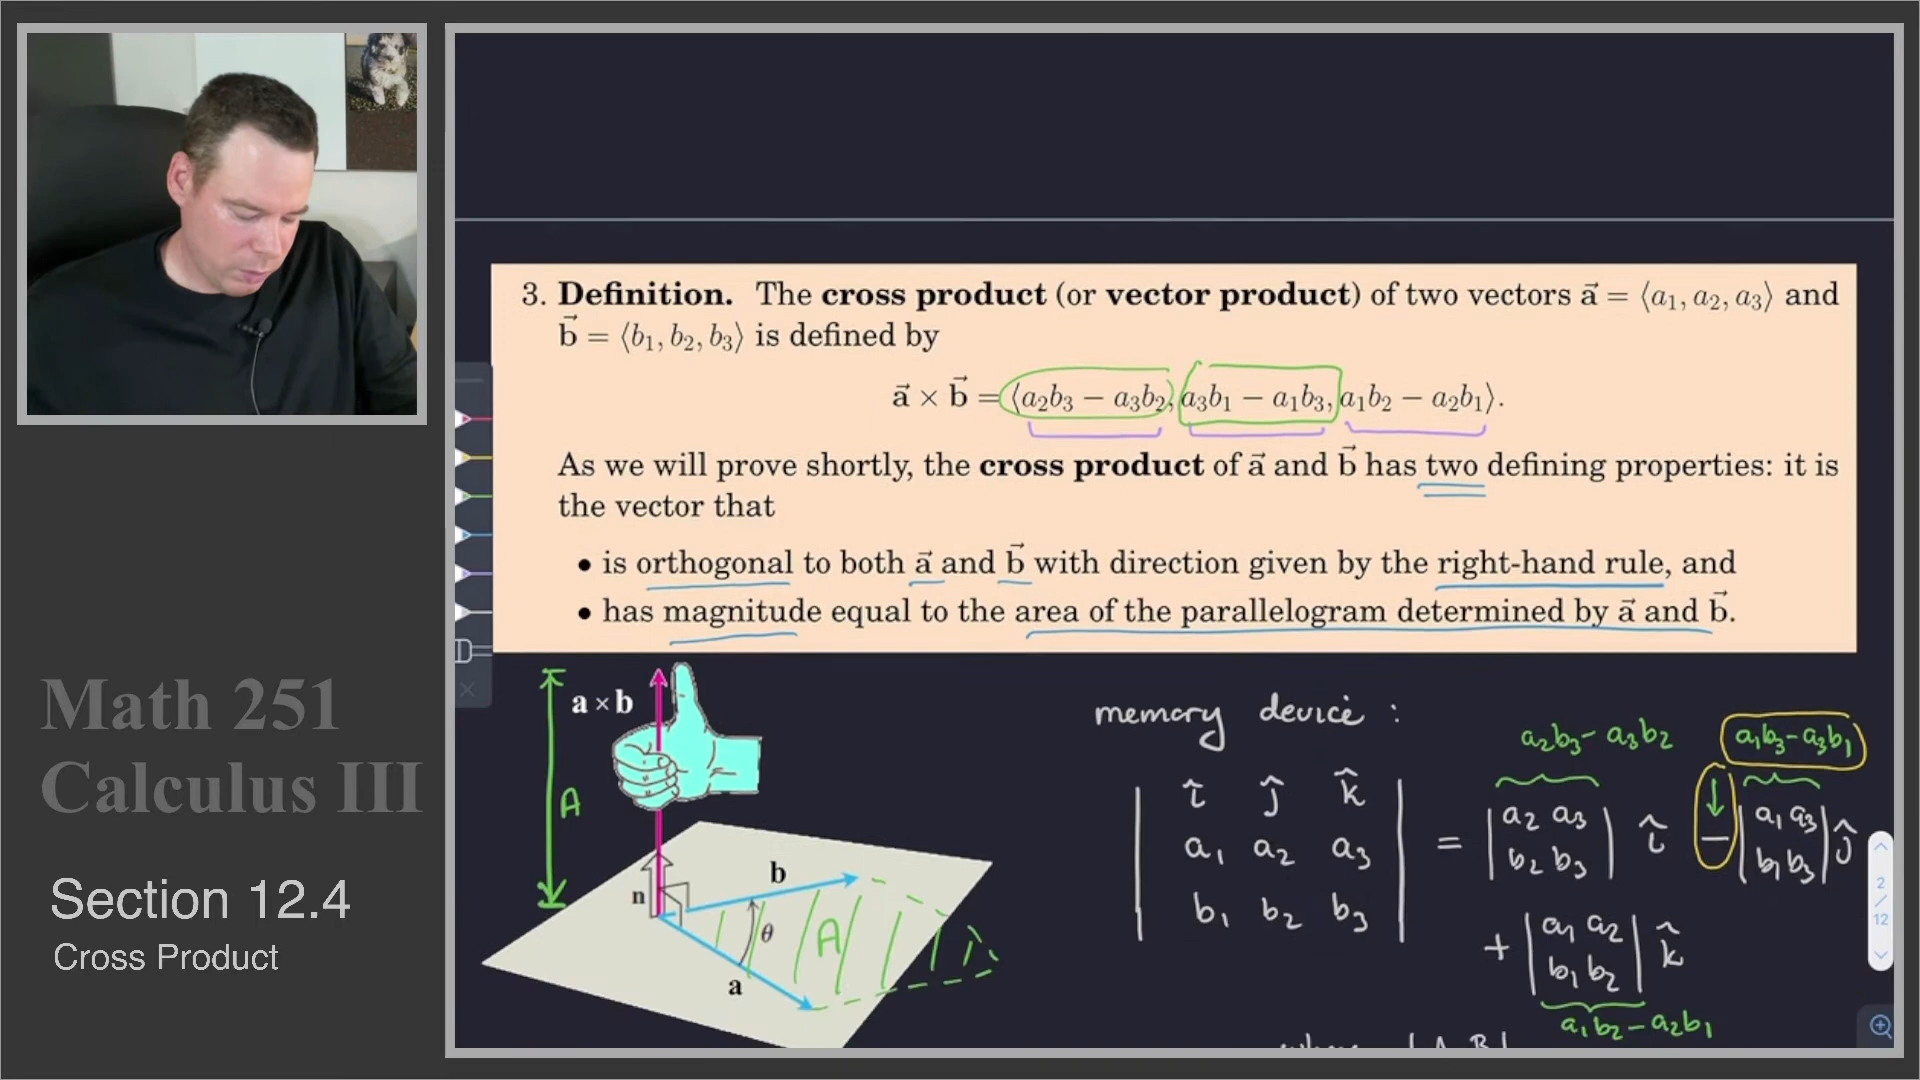 3. Definition. The cross product (or vector product) of two vectors a⃗ = ⟨a₁, a₂, a₃⟩ and
b⃗ = ⟨b₁, b₂, b₃⟩ is defined by
a⃗ × b⃗ = ⟨a₂b₃ − a₃b₂, a₃b₁ − a₁b₃, a₁b₂ − a₂b₁⟩.
As we will prove shortly, the cross product of a⃗ and b⃗ has two defining properties: it is
the vector that
• is orthogonal to both a⃗ and b⃗ with direction given by the right-hand rule, and
• has magnitude equal to the area of the parallelogram determined by a⃗ and b⃗.
a × b
A
n
b
θ
A
a
memory device :
î ĵ k̂
a₁ a₂ a₃
b₁ b₂ b₃
=
a₂b₃ − a₃b₂
|a₂ a₃
b₂ b₃| î
a₁b₃ − a₃b₁
− |a₁ a₃
b₁ b₃| ĵ
+ |a₁ a₂
b₁ b₂| k̂
a₁b₂ − a₂b₁
2
/
12
Math 251
Calculus III
Section 12.4
Cross Product